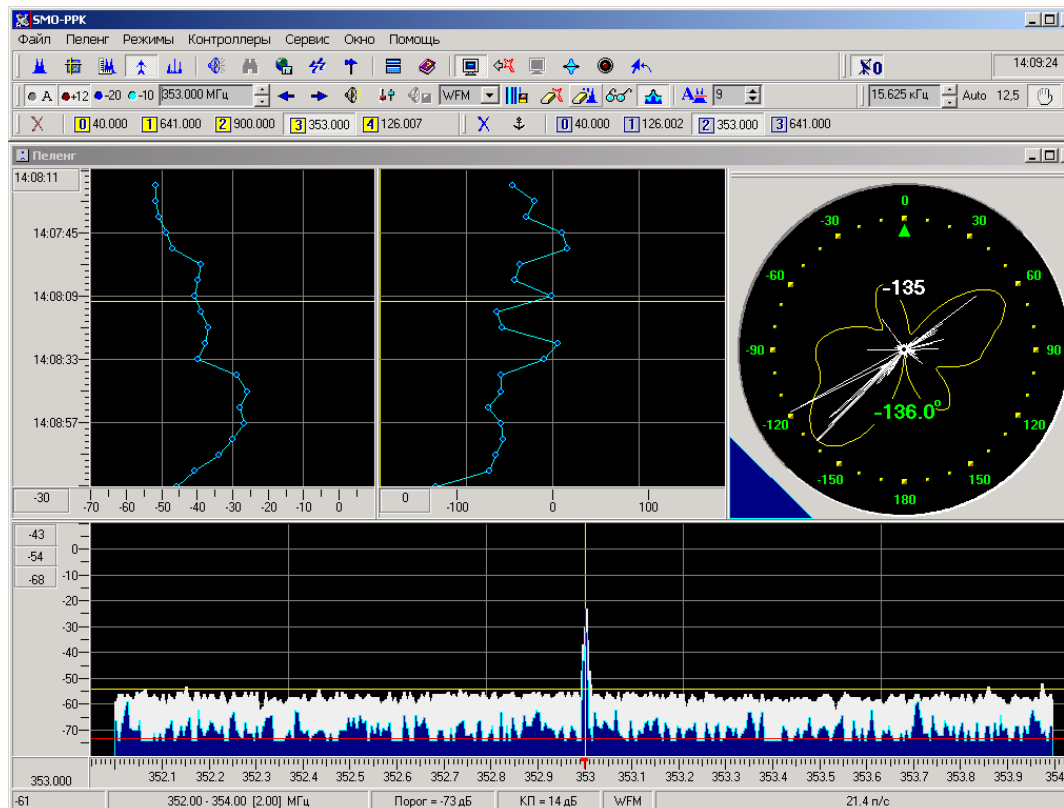 SMO-PPK
Файл Пеленг Режимы Контроллеры Сервис Окно Помощь
0 14:09:24
A +12 -20 -10 353.000 МГц WFM 9 15.625 кГц Auto 12,5
0 40.000 1 641.000 2 900.000 3 353.000 4 126.007 0 40.000 1 126.002 2 353.000 3 641.000
Пеленг
14:08:11
14:07:45
14:08:09
14:08:33
14:08:57
-30 -70 -60 -50 -40 -30 -20 -10 0
0 -100 0 100
0
-30 30
-60 60
-135
-90 90
-136.0°
-120 120
-150 150
180
-43
-54
-68
0
-10
-20
-30
-40
-50
-60
-70
353.000 352.1 352.2 352.3 352.4 352.5 352.6 352.7 352.8 352.9 353 353.1 353.2 353.3 353.4 353.5 353.6 353.7 353.8 353.9 354
-61 352.00 - 354.00 [2.00] МГц Порог = -73 дБ КП = 14 дБ WFM 21.4 п/с